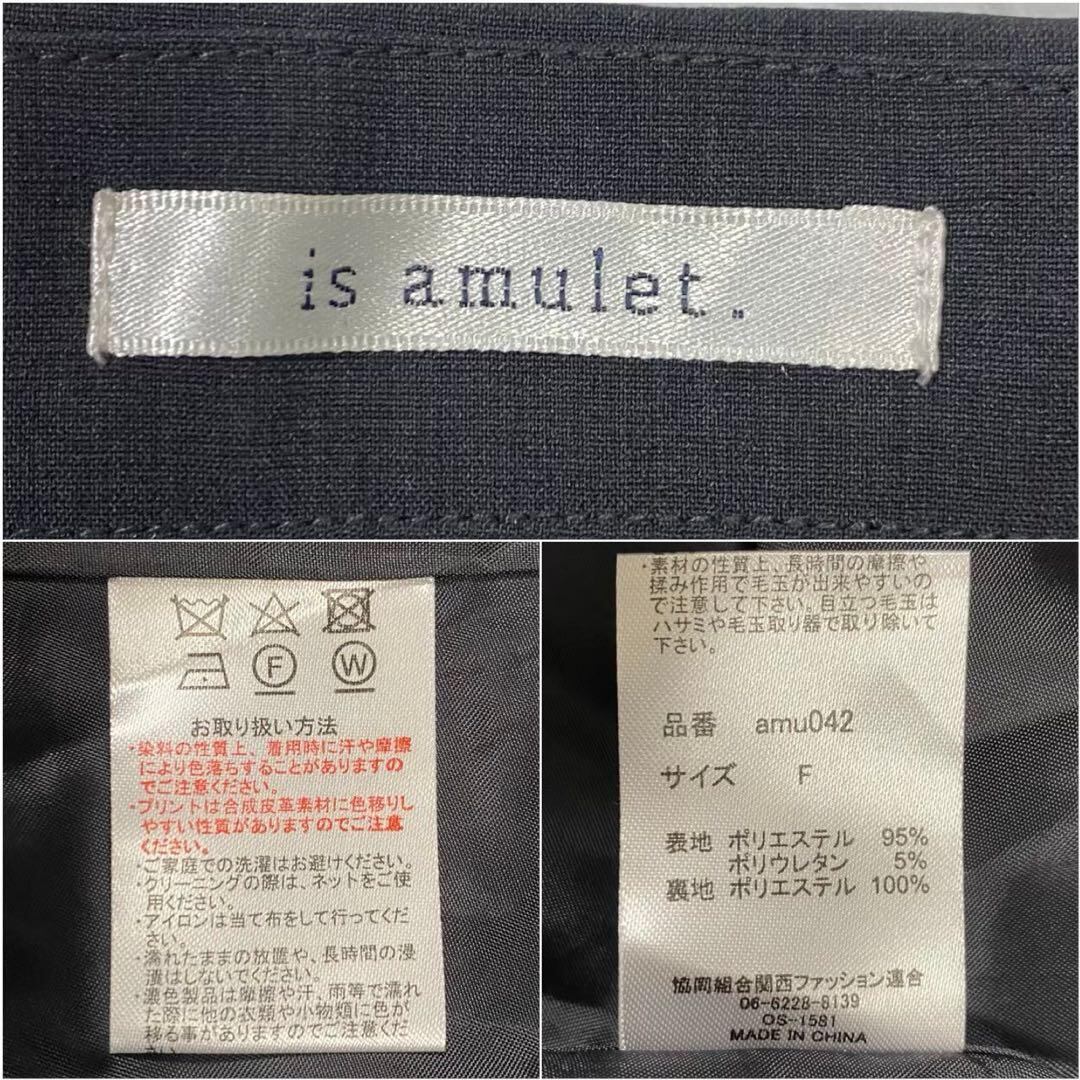 is amulet.
F
W
お取り扱い方法
・染料の性質上、着用時に汗や摩擦
により色落ちすることがありますの
でご注意ください。
・プリントは合成皮革素材に色移りし
やすい性質がありますのでご注意
ください。
・ご家庭での洗濯はお避けください。
・クリーニングの際は、ネットをご使
用ください。
・アイロンは当て布をして行ってくだ
さい。
・濡れたままの放置や、長時間の浸
漬はしないでください。
・濃色製品は摩擦や汗、雨等で濡れ
た際に他の衣類や小物類に色が
移る事がありますのでご注意くだ
さい。
・素材の性質上、長時間の摩擦や
揉み作用で毛玉が出来やすいの
で注意して下さい。目立つ毛玉は
ハサミや毛玉取り器で取り除いて
下さい。
品番 amu042
サイズ F
表地 ポリエステル 95%
ポリウレタン 5%
裏地 ポリエステル 100%
協同組合関西ファッション連合
06-6228-8139
OS-1581
MADE IN CHINA